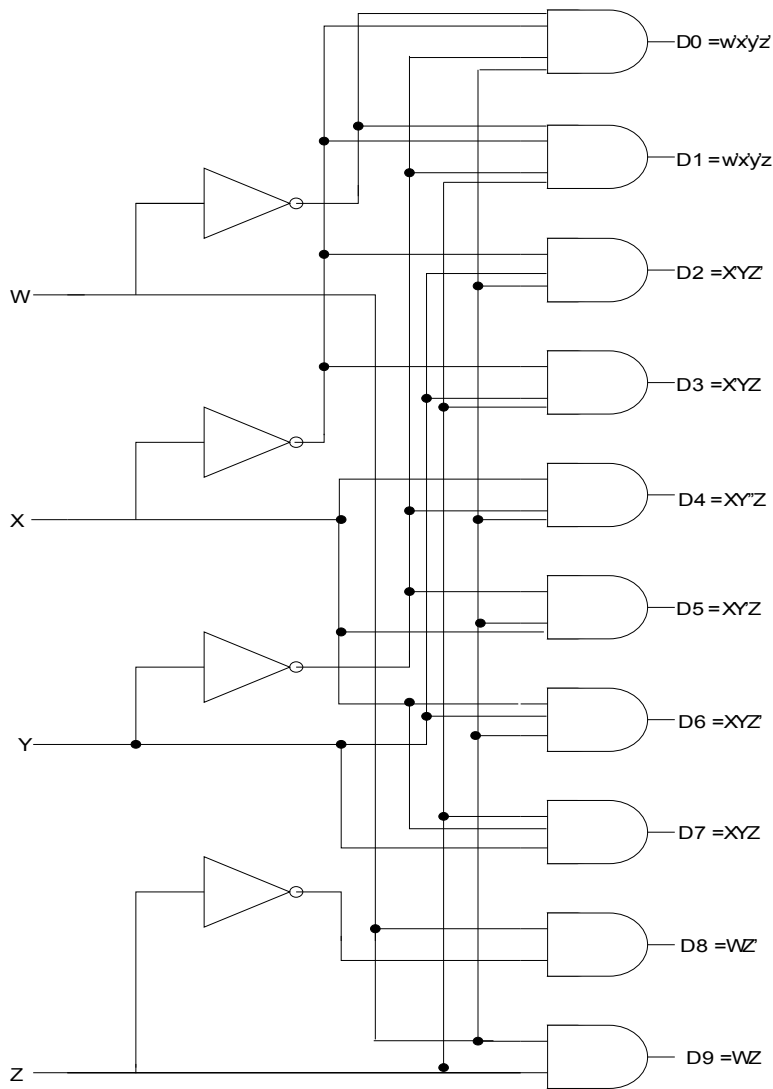 D0 =w'x'y'z'
D1 =w'x'y'z
D2 =X'YZ'
W
D3 =X'YZ
D4 =XY''Z
X
D5 =XY'Z
D6 =XYZ'
Y
D7 =XYZ
D8 =WZ'
D9 =WZ
Z